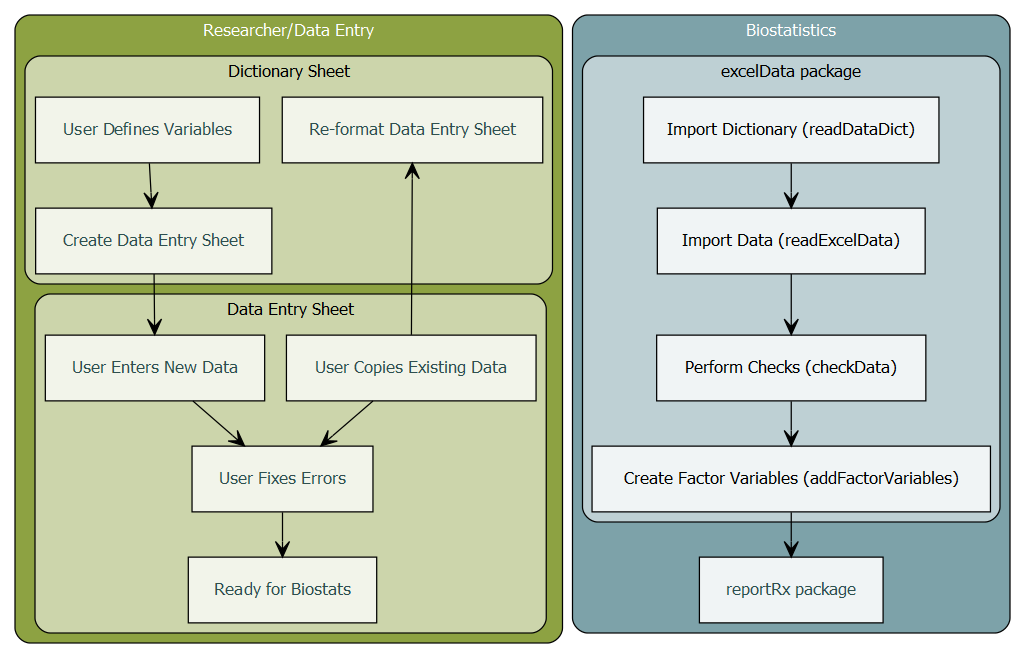 Researcher/Data Entry
Dictionary Sheet
User Defines Variables
Re-format Data Entry Sheet
Create Data Entry Sheet
Data Entry Sheet
User Enters New Data
User Copies Existing Data
User Fixes Errors
Ready for Biostats
Biostatistics
excelData package
Import Dictionary (readDataDict)
Import Data (readExcelData)
Perform Checks (checkData)
Create Factor Variables (addFactorVariables)
reportRx package